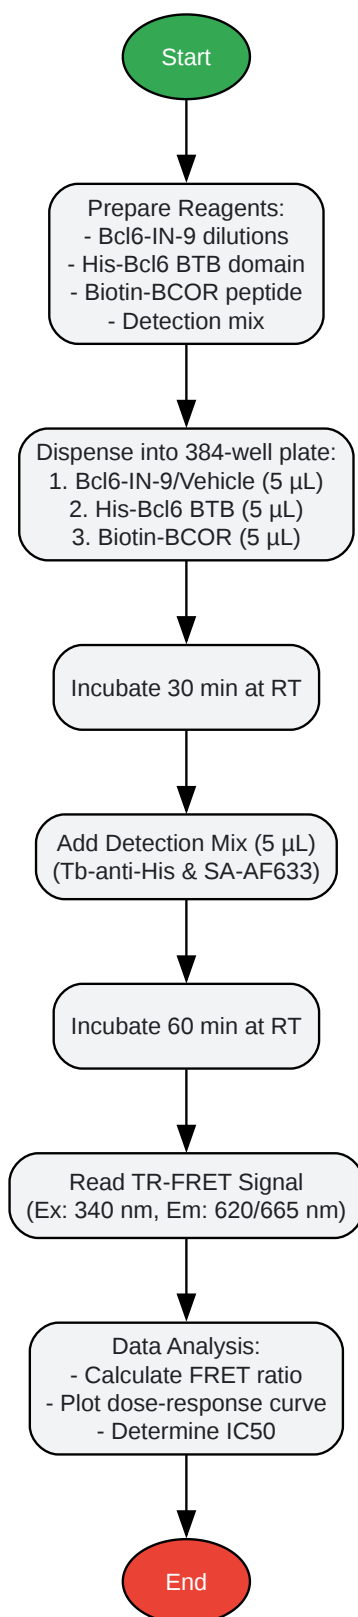 Start
Prepare Reagents:
- Bcl6-IN-9 dilutions
- His-Bcl6 BTB domain
- Biotin-BCOR peptide
- Detection mix
Dispense into 384-well plate:
1. Bcl6-IN-9/Vehicle (5 µL)
2. His-Bcl6 BTB (5 µL)
3. Biotin-BCOR (5 µL)
Incubate 30 min at RT
Add Detection Mix (5 µL)
(Tb-anti-His & SA-AF633)
Incubate 60 min at RT
Read TR-FRET Signal
(Ex: 340 nm, Em: 620/665 nm)
Data Analysis:
- Calculate FRET ratio
- Plot dose-response curve
- Determine IC50
End